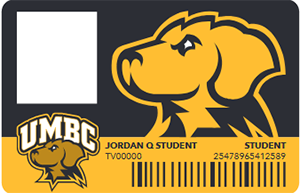 UMBC
JORDAN Q STUDENT STUDENT
TV00000 25478965412589